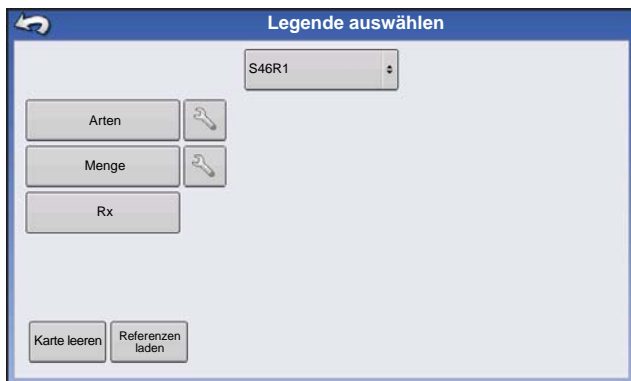 Legende auswählen
S46R1
Arten
Menge
Rx
Karte leeren
Referenzen
laden